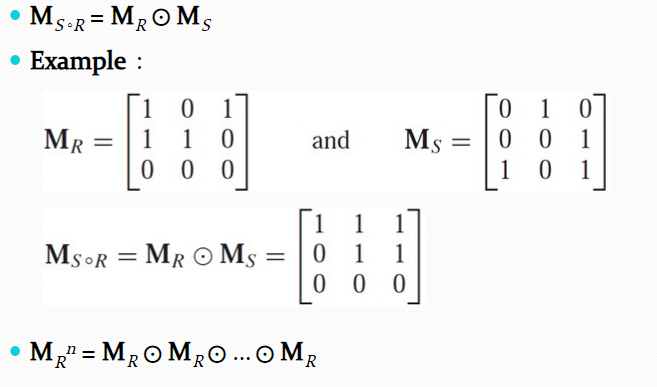 • M_{S∘R} = M_R ⊙ M_S
• Example :
M_R = [1 0 1; 1 1 0; 0 0 0] and M_S = [0 1 0; 0 0 1; 1 0 1]
M_{S∘R} = M_R ⊙ M_S = [1 1 1; 0 1 1; 0 0 0]
• M_R^n = M_R ⊙ M_R ⊙ ... ⊙ M_R